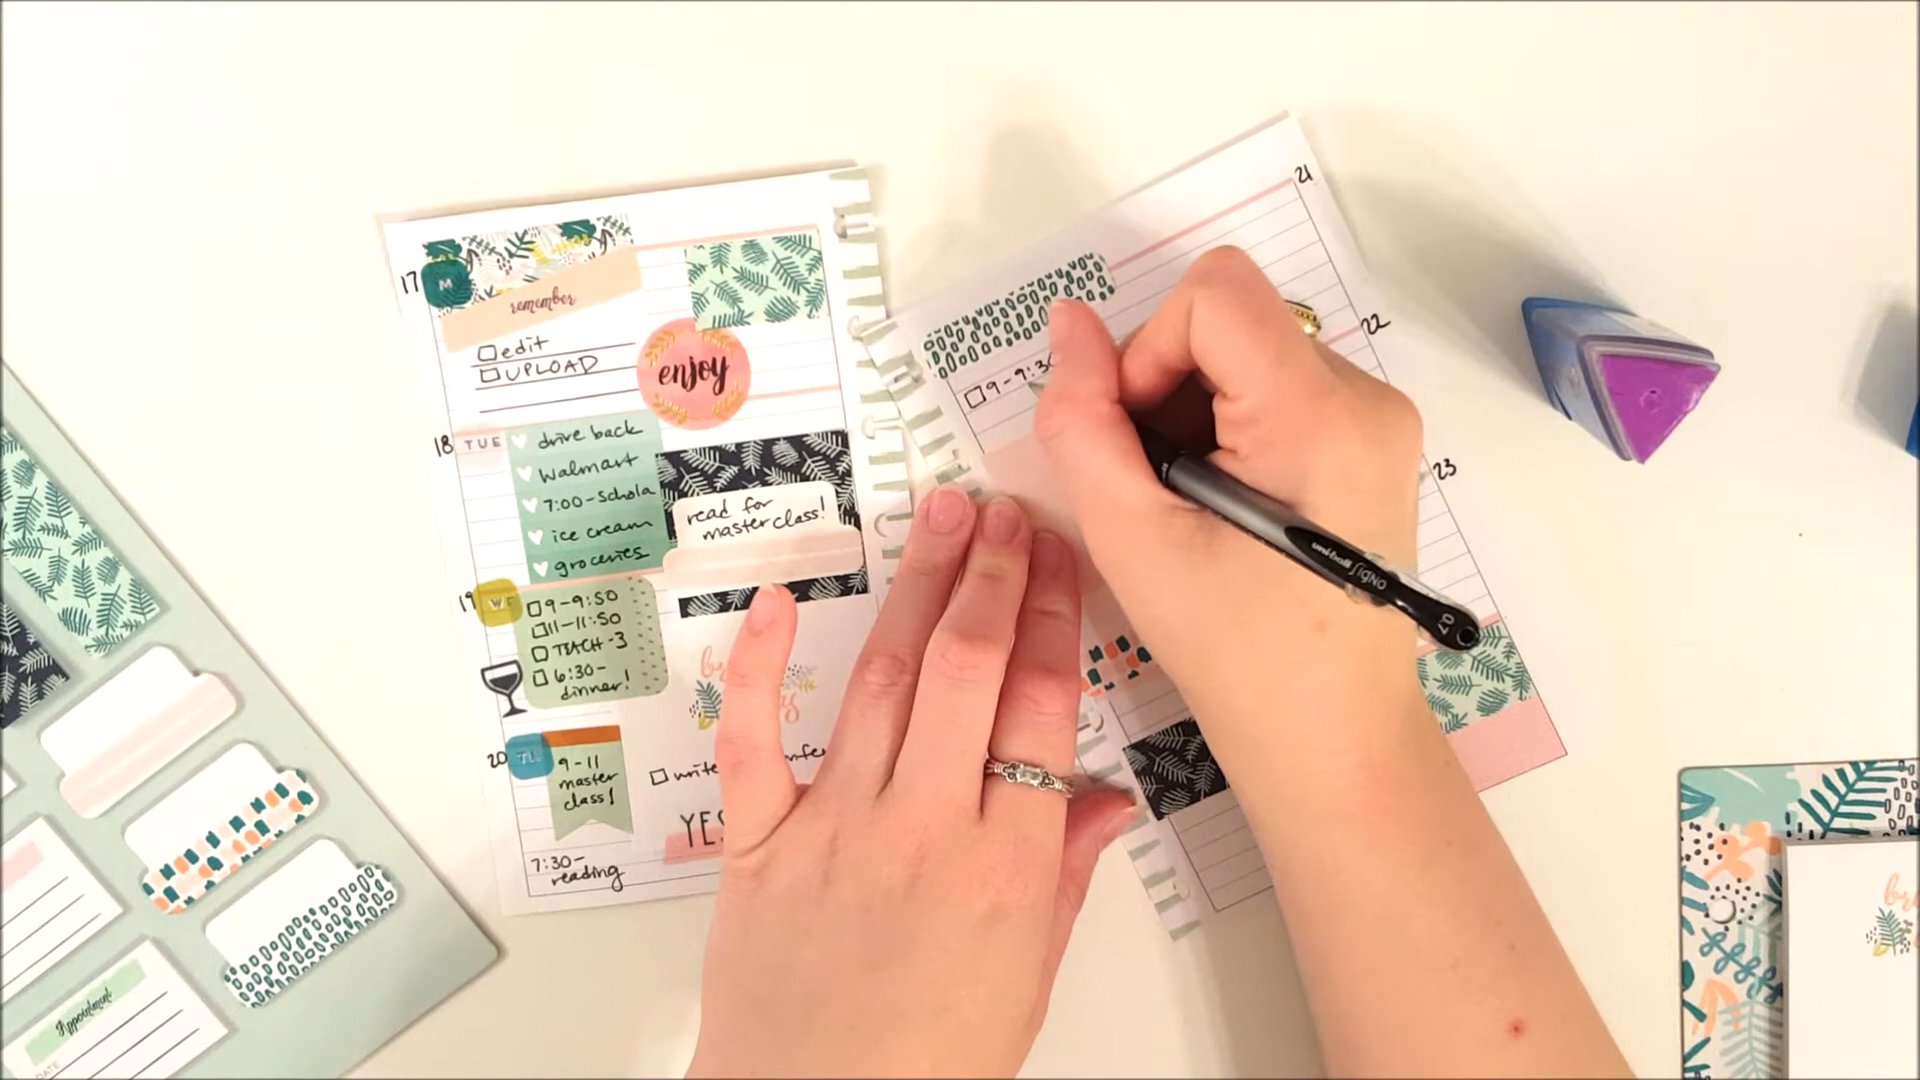 17
M
remember
edit
UPLOAD
enjoy
18
TUE
drive back
walmart
7:00-schola
ice cream
groceries
read for
master class!
19
W
9-9:50
11-11:50
TEACH-3
6:30-
dinner!
20
9-11
master
class!
write
YES
7:30-
reading
21
9-9:30
22
23
uni-ball SIGNO
0.7
Appointment
DATE